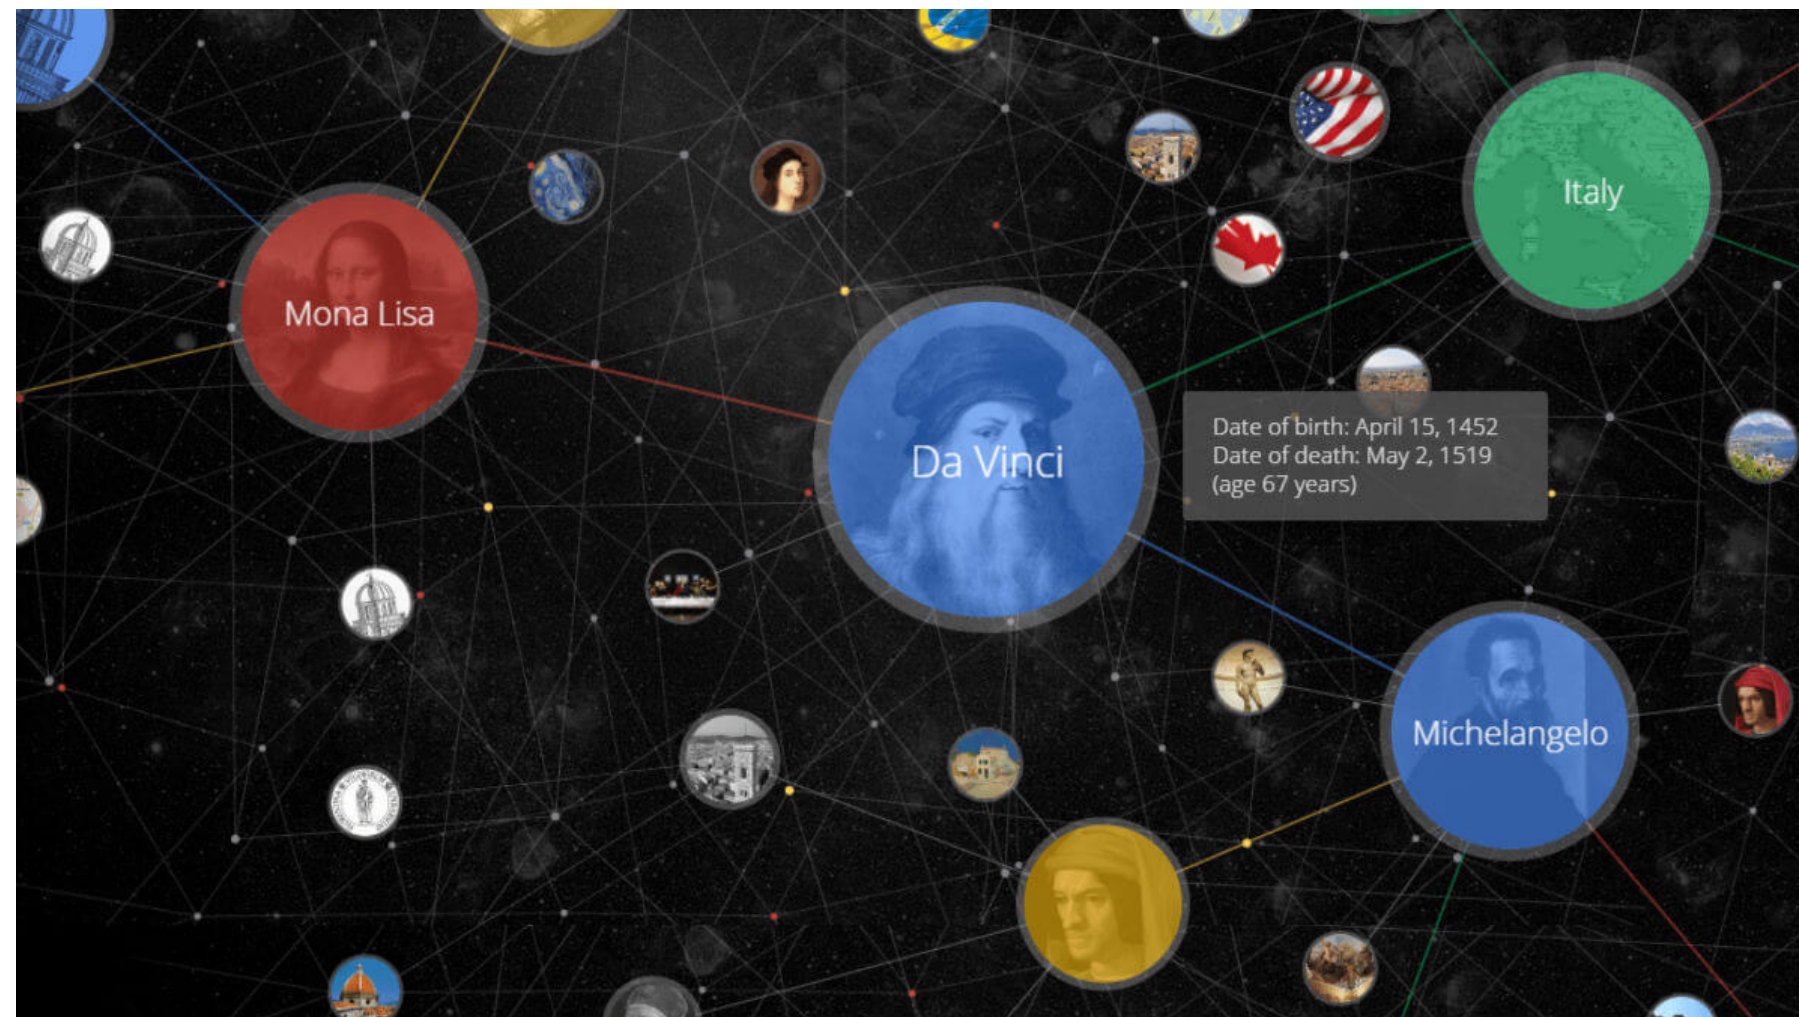 Italy
Mona Lisa
Da Vinci
Date of birth: April 15, 1452
Date of death: May 2, 1519
(age 67 years)
Michelangelo